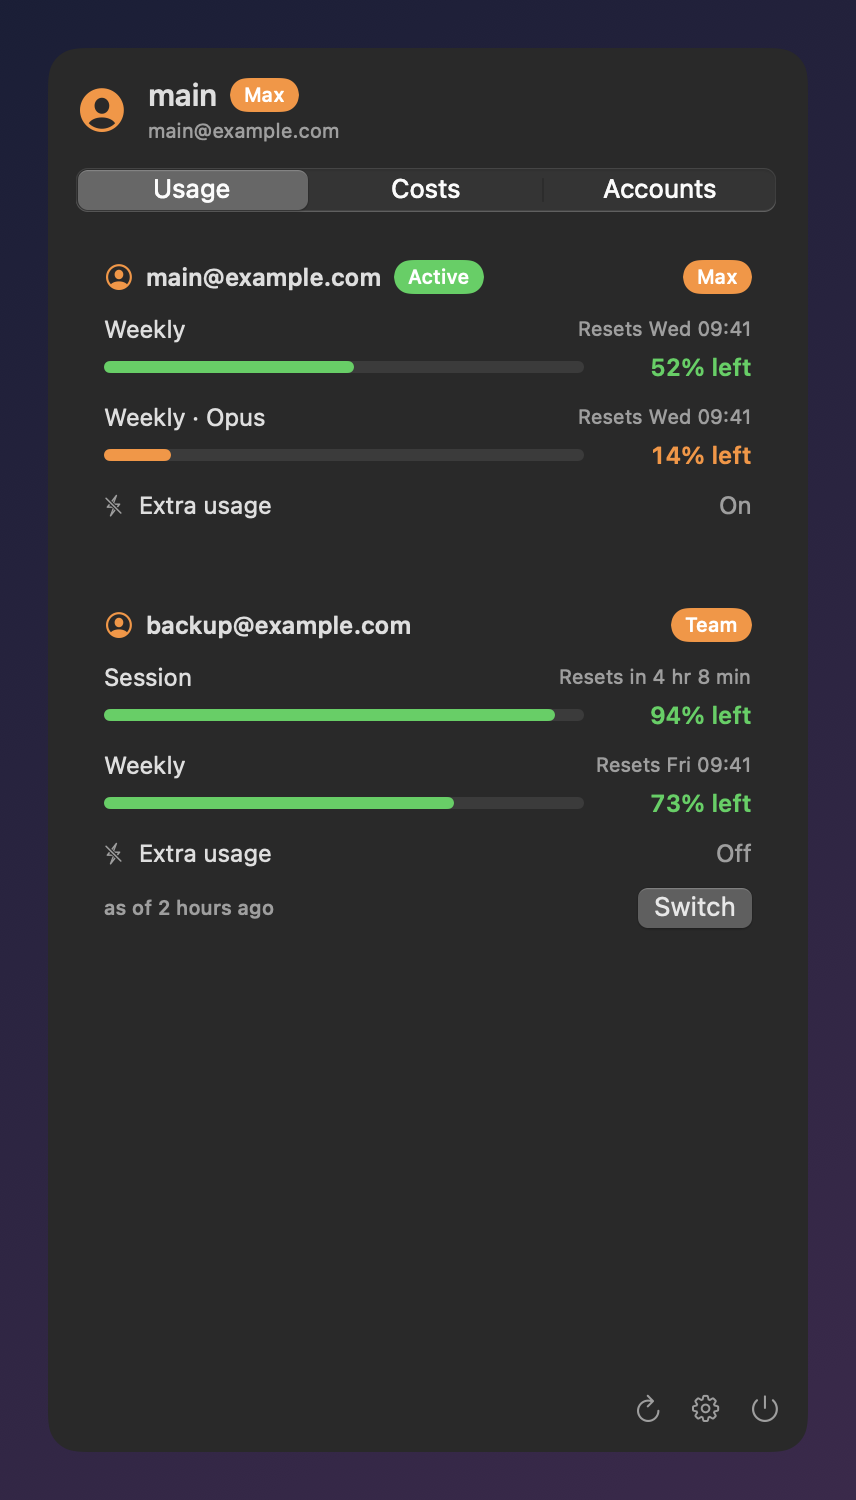 main Max
main@example.com
Usage Costs Accounts
main@example.com Active Max
Weekly Resets Wed 09:41
52% left
Weekly · Opus Resets Wed 09:41
14% left
Extra usage On
backup@example.com Team
Session Resets in 4 hr 8 min
94% left
Weekly Resets Fri 09:41
73% left
Extra usage Off
as of 2 hours ago Switch